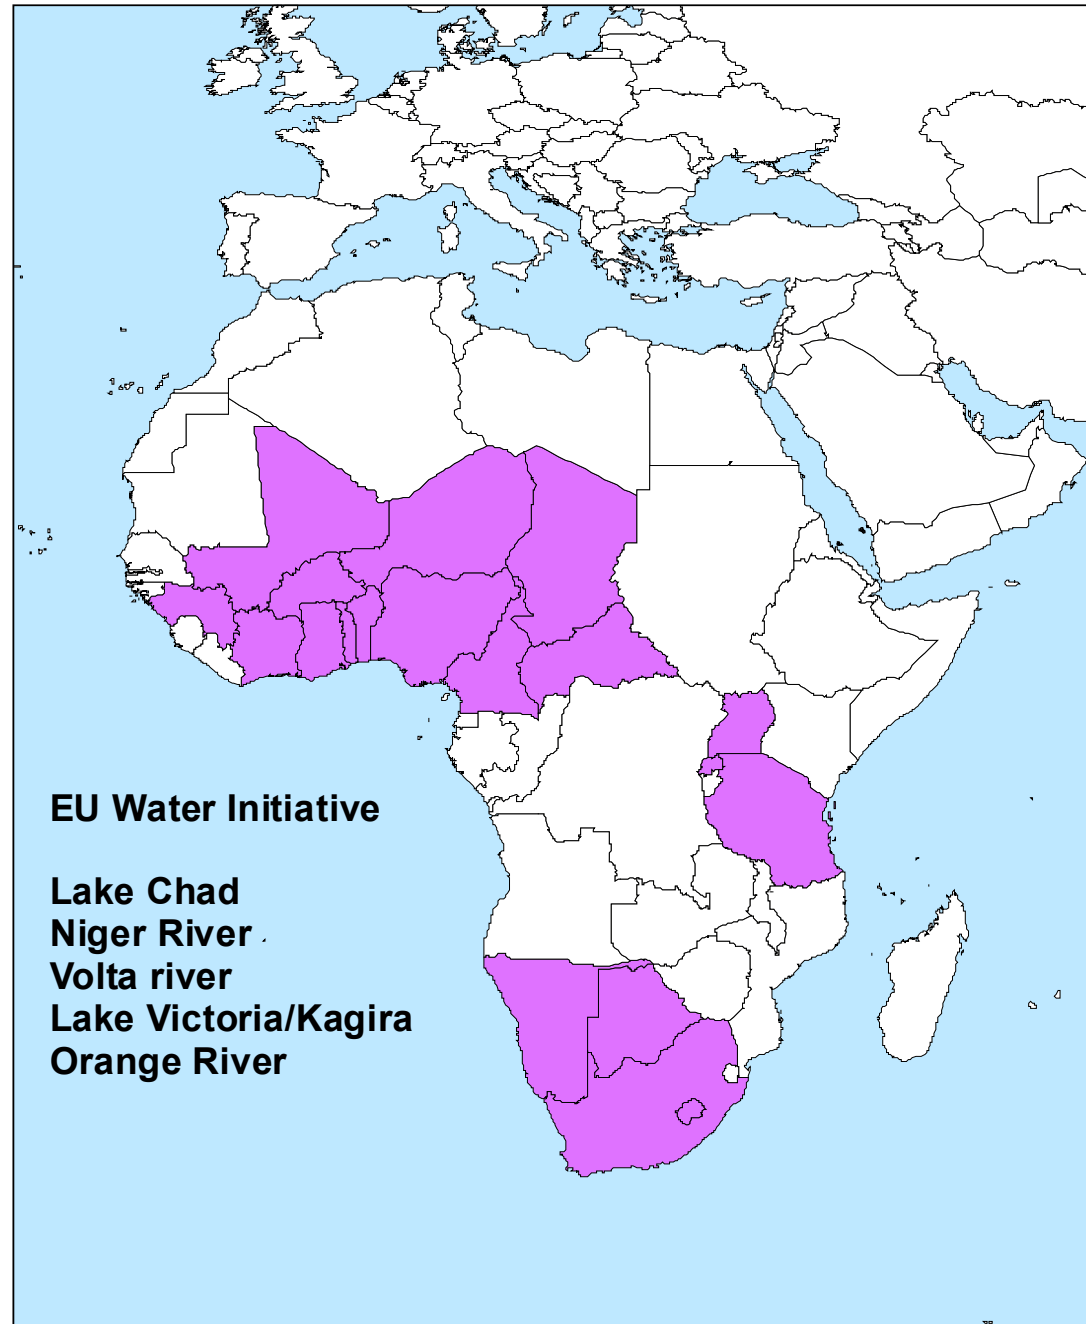 EU Water Initiative
Lake Chad
Niger River
Volta river
Lake Victoria/Kagira
Orange River